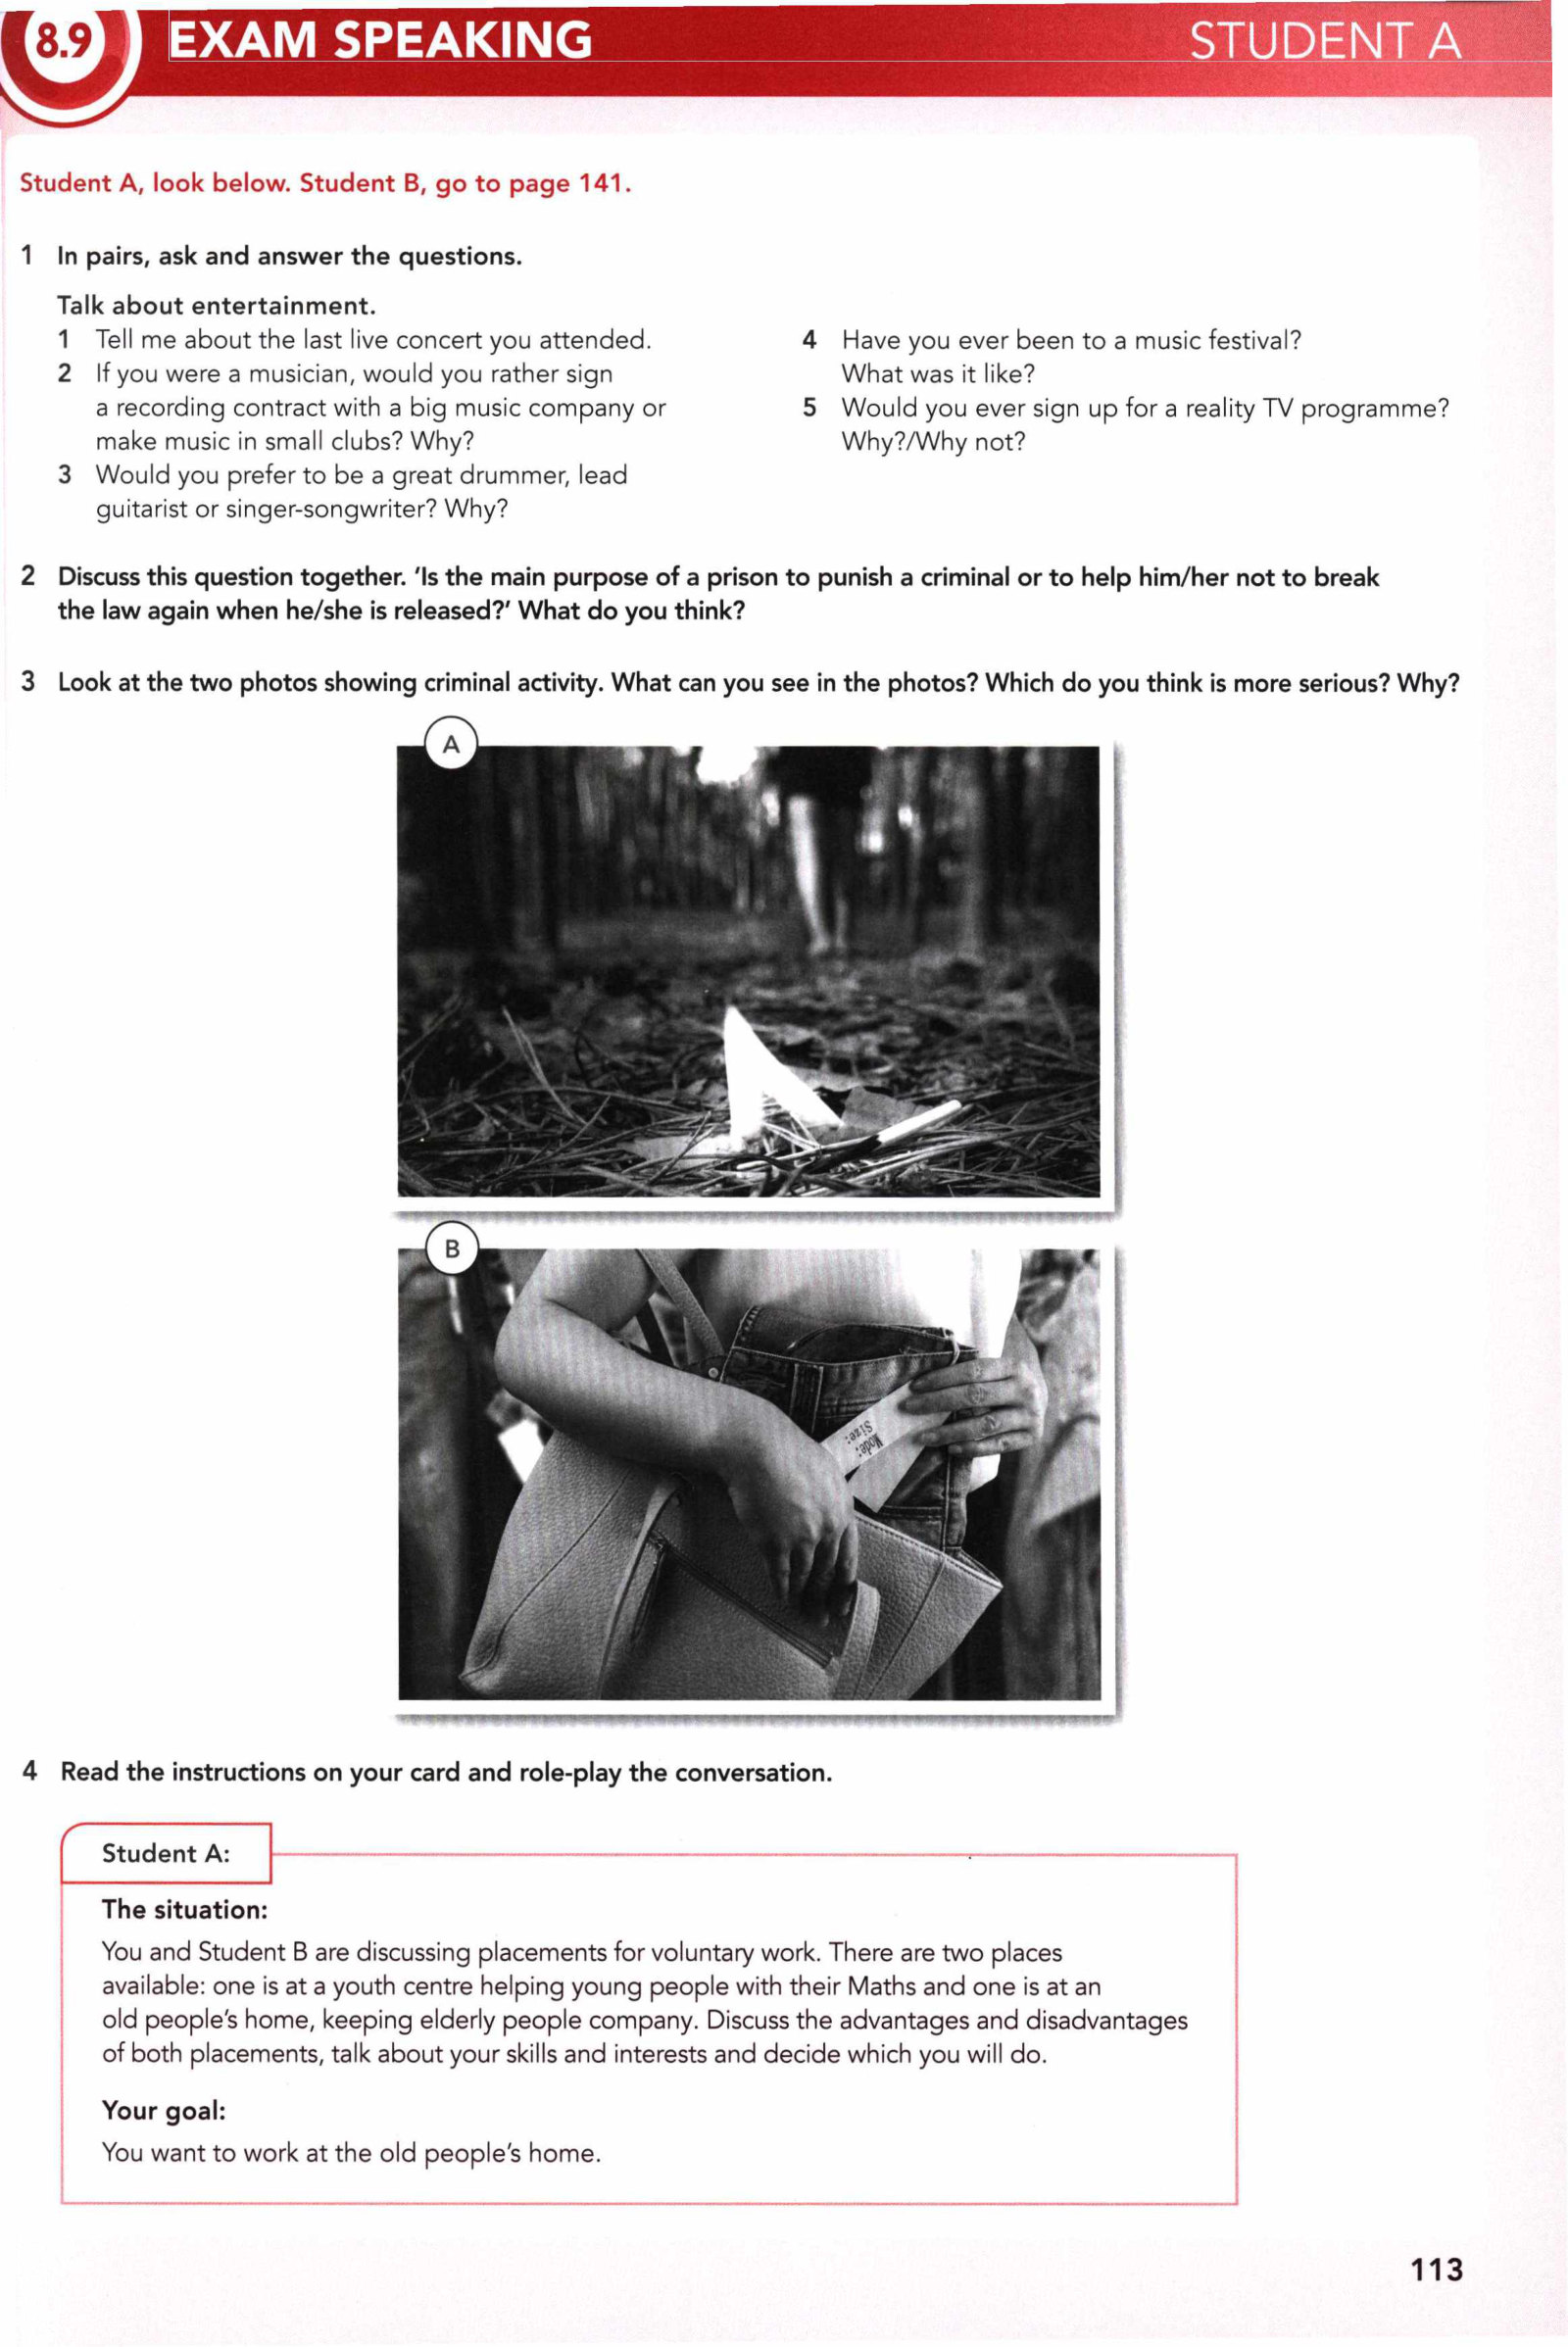 8.9 EXAM SPEAKING STUDENT A
Student A, look below. Student B, go to page 141.
1 In pairs, ask and answer the questions.
Talk about entertainment.
1 Tell me about the last live concert you attended.
2 If you were a musician, would you rather sign
a recording contract with a big music company or
make music in small clubs? Why?
3 Would you prefer to be a great drummer, lead
guitarist or singer-songwriter? Why?
4 Have you ever been to a music festival?
What was it like?
5 Would you ever sign up for a reality TV programme?
Why?/Why not?
2 Discuss this question together. 'Is the main purpose of a prison to punish a criminal or to help him/her not to break
the law again when he/she is released?' What do you think?
3 Look at the two photos showing criminal activity. What can you see in the photos? Which do you think is more serious? Why?
A
B
Mode:
Size:
4 Read the instructions on your card and role-play the conversation.
Student A:
The situation:
You and Student B are discussing placements for voluntary work. There are two places
available: one is at a youth centre helping young people with their Maths and one is at an
old people's home, keeping elderly people company. Discuss the advantages and disadvantages
of both placements, talk about your skills and interests and decide which you will do.
Your goal:
You want to work at the old people's home.
113